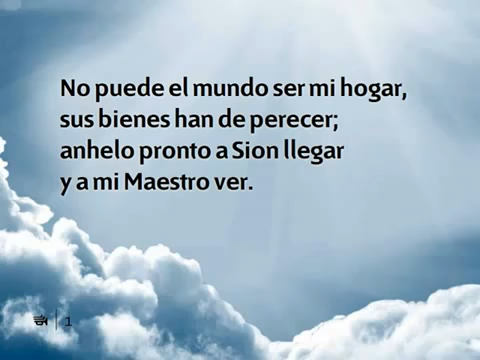 No puede el mundo ser mi hogar,
sus bienes han de perecer;
anhelo pronto a Sion llegar
y a mi Maestro ver.
1